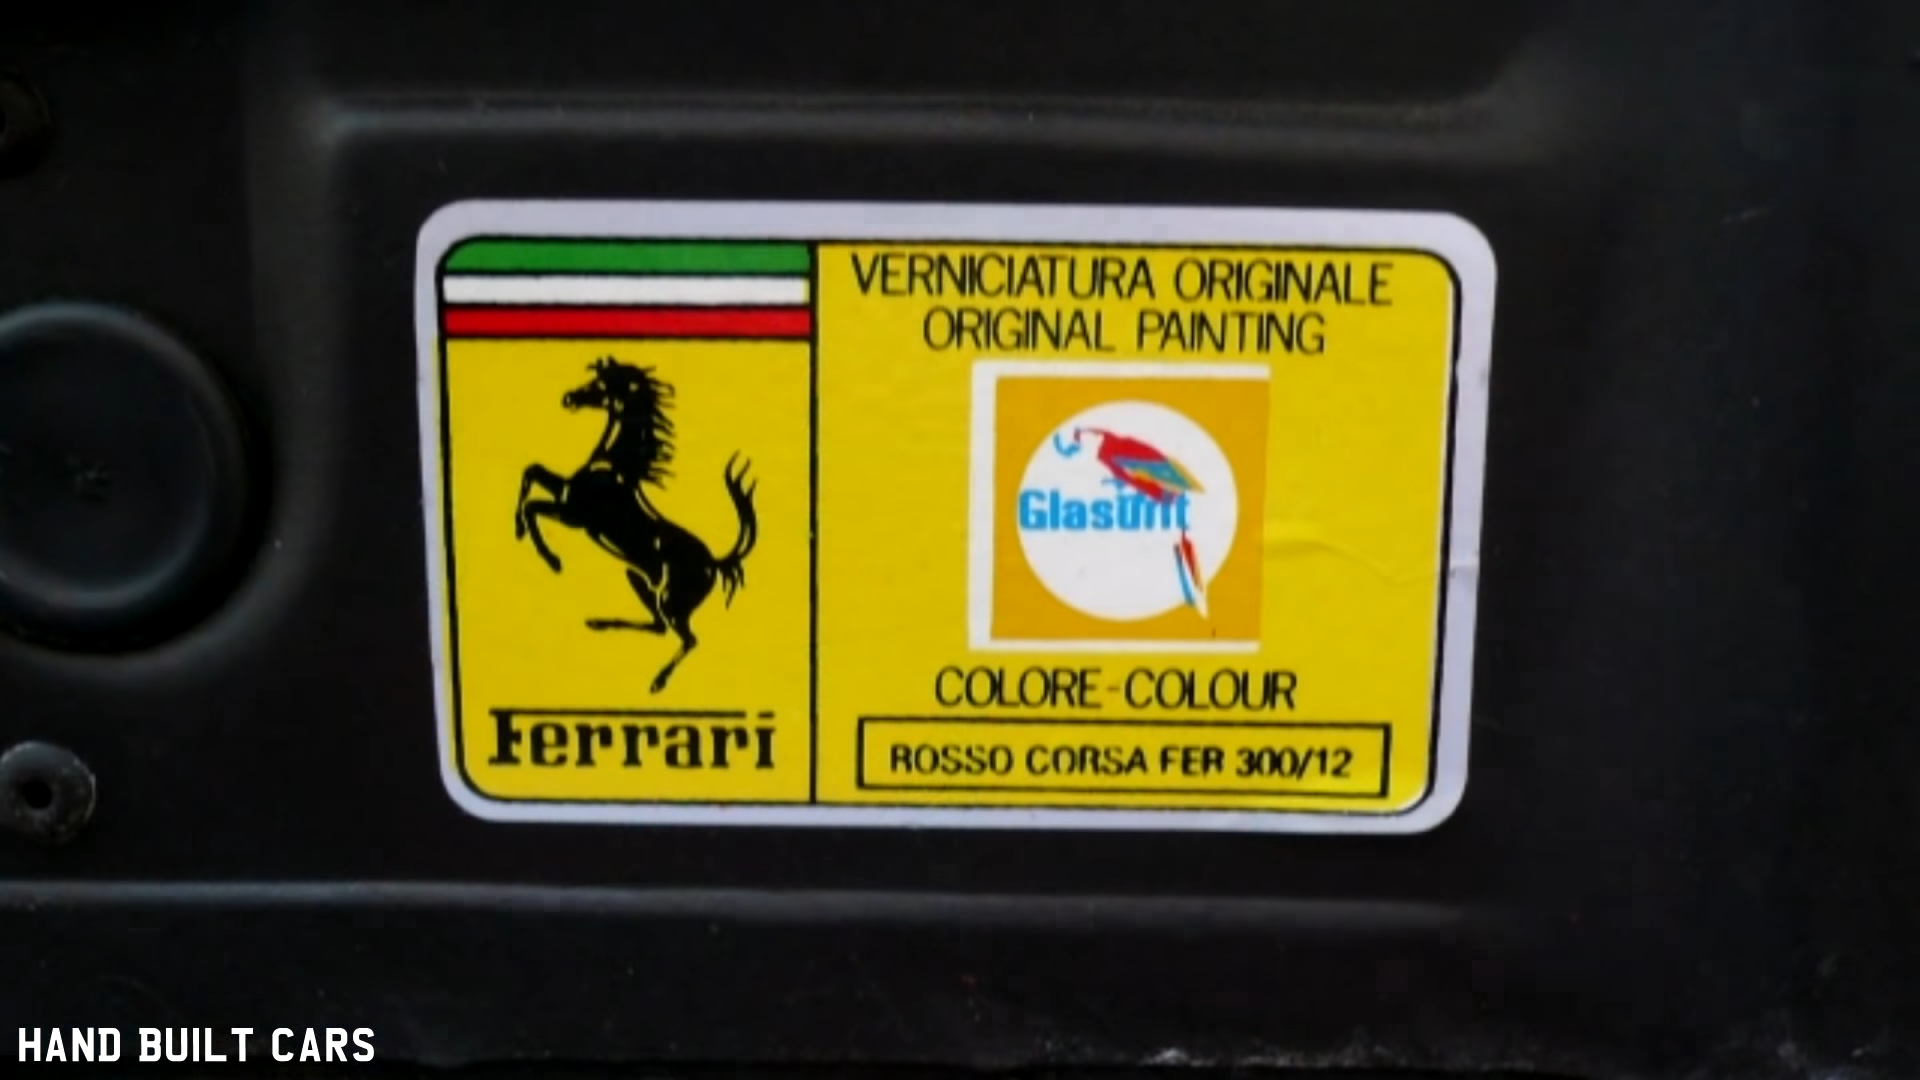 VERNICIATURA ORIGINALE
ORIGINAL PAINTING
Glasurit
COLORE-COLOUR
ROSSO CORSA FER 300/12
Ferrari
HAND BUILT CARS